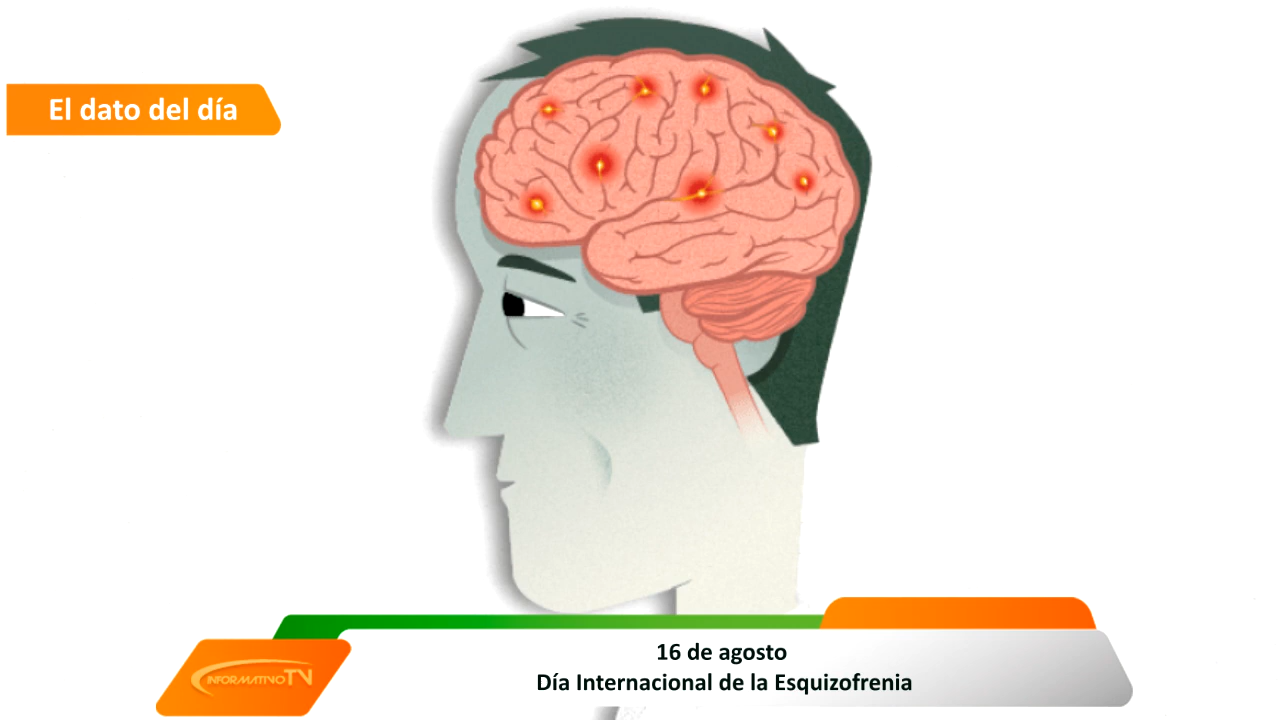 El dato del día
16 de agosto
Día Internacional de la Esquizofrenia
INFORMATIVO TV